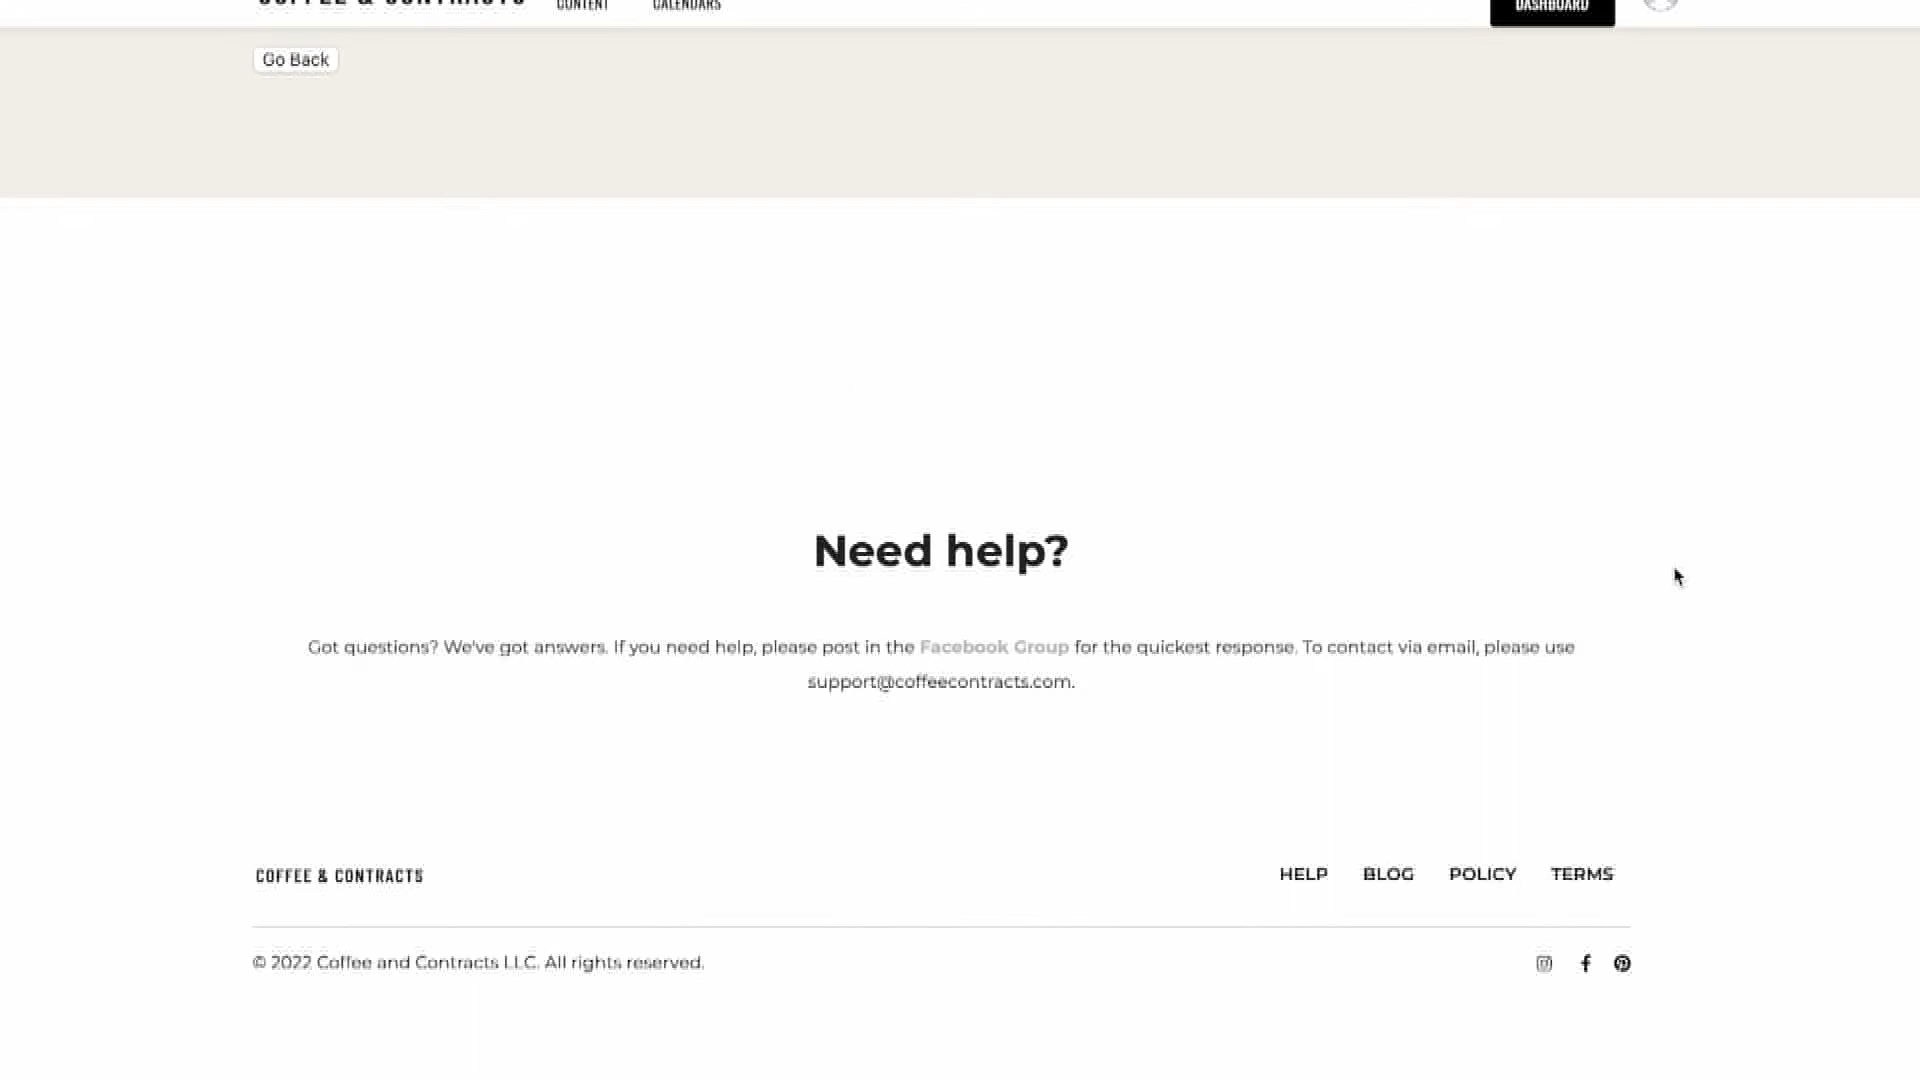 COFFEE & CONTRACTS CONTENT CALENDARS DASHBOARD
Go Back
Need help?
Got questions? We've got answers. If you need help, please post in the Facebook Group for the quickest response. To contact via email, please use
support@coffeecontracts.com.
COFFEE & CONTRACTS HELP BLOG POLICY TERMS
© 2022 Coffee and Contracts LLC. All rights reserved.